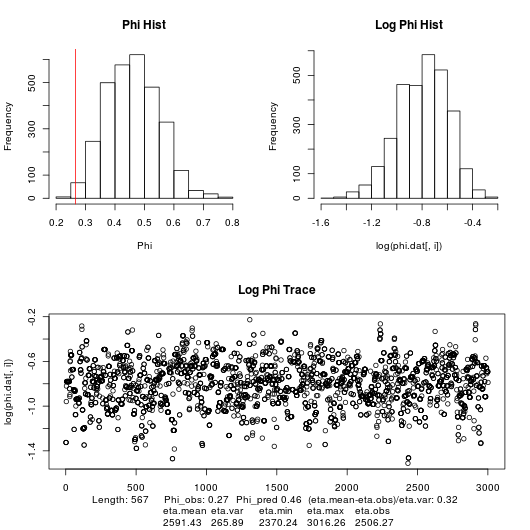 Phi Hist
Log Phi Hist
Frequency
0 100 300 500
0.2 0.3 0.4 0.5 0.6 0.7 0.8
Phi
Frequency
0 100 300 500
-1.6 -1.2 -0.8 -0.4
log(phi.dat[, i])
Log Phi Trace
log(phi.dat[, i])
-0.2 -0.6 -1.0 -1.4
0 500 1000 1500 2000 2500 3000
Length: 567 Phi_obs: 0.27 Phi_pred 0.46 (eta.mean-eta.obs)/eta.var: 0.32
eta.mean eta.var eta.min eta.max eta.obs
2591.43 265.89 2370.24 3016.26 2506.27